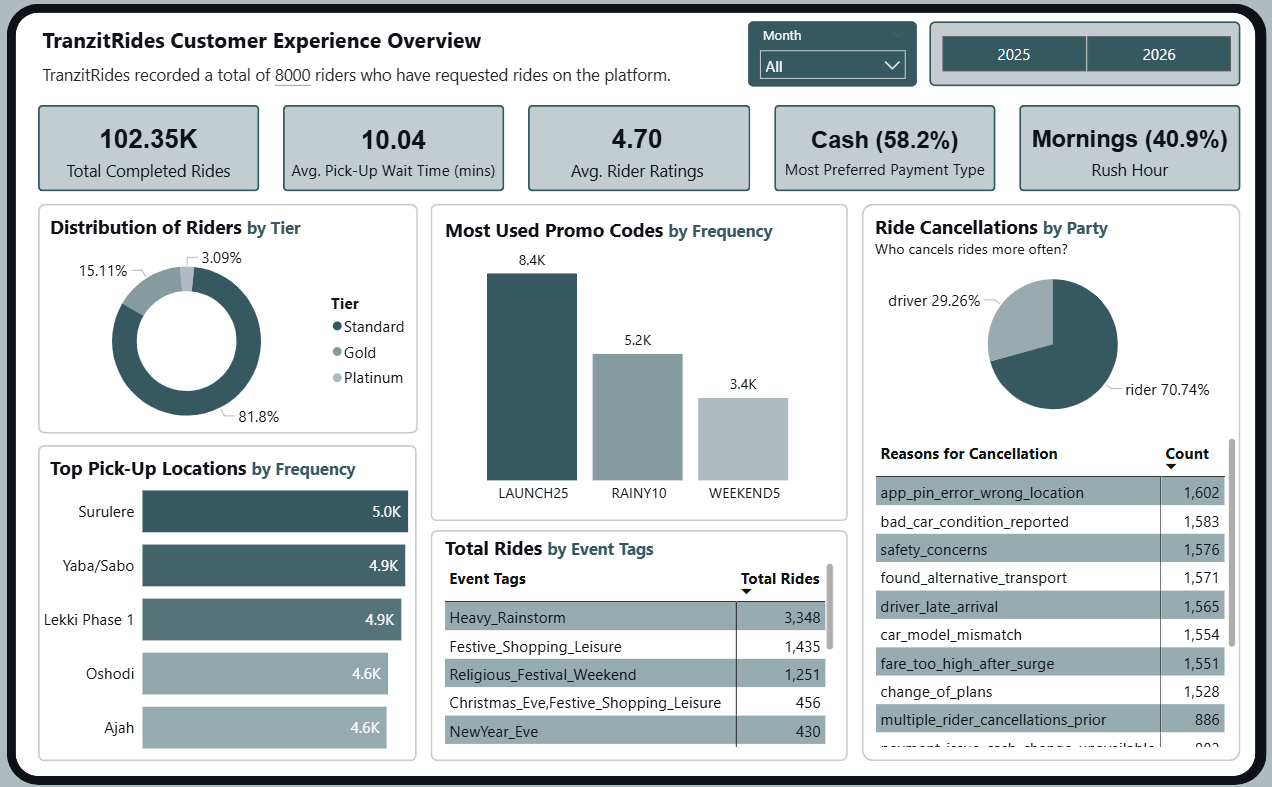 TranzitRides Customer Experience Overview
TranzitRides recorded a total of 8000 riders who have requested rides on the platform.
Month
All
2025
2026
102.35K
Total Completed Rides
10.04
Avg. Pick-Up Wait Time (mins)
4.70
Avg. Rider Ratings
Cash (58.2%)
Most Preferred Payment Type
Mornings (40.9%)
Rush Hour
Distribution of Riders by Tier
3.09%
15.11%
81.8%
Tier
Standard
Gold
Platinum
Top Pick-Up Locations by Frequency
Surulere 5.0K
Yaba/Sabo 4.9K
Lekki Phase 1 4.9K
Oshodi 4.6K
Ajah 4.6K
Most Used Promo Codes by Frequency
8.4K
5.2K
3.4K
LAUNCH25 RAINY10 WEEKEND5
Total Rides by Event Tags
Event Tags Total Rides
Heavy_Rainstorm 3,348
Festive_Shopping_Leisure 1,435
Religious_Festival_Weekend 1,251
Christmas_Eve,Festive_Shopping_Leisure 456
NewYear_Eve 430
Ride Cancellations by Party
Who cancels rides more often?
driver 29.26%
rider 70.74%
Reasons for Cancellation Count
app_pin_error_wrong_location 1,602
bad_car_condition_reported 1,583
safety_concerns 1,576
found_alternative_transport 1,571
driver_late_arrival 1,565
car_model_mismatch 1,554
fare_too_high_after_surge 1,551
change_of_plans 1,528
multiple_rider_cancellations_prior 886